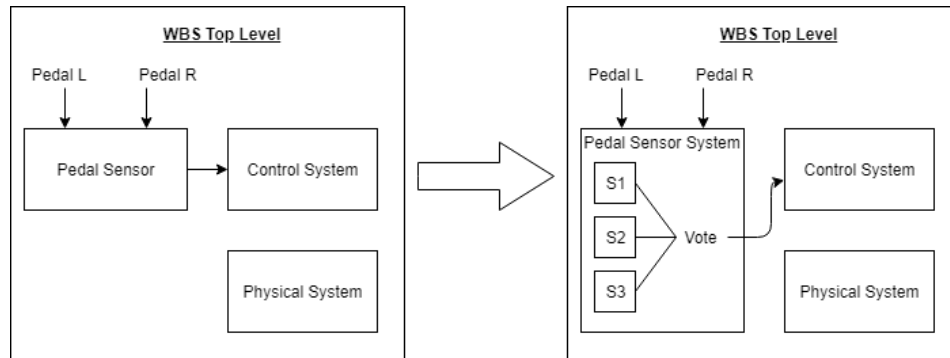 WBS Top Level
Pedal L
Pedal R
Pedal Sensor
Control System
Physical System
WBS Top Level
Pedal L
Pedal R
Pedal Sensor System
S1
S2
S3
Vote
Control System
Physical System